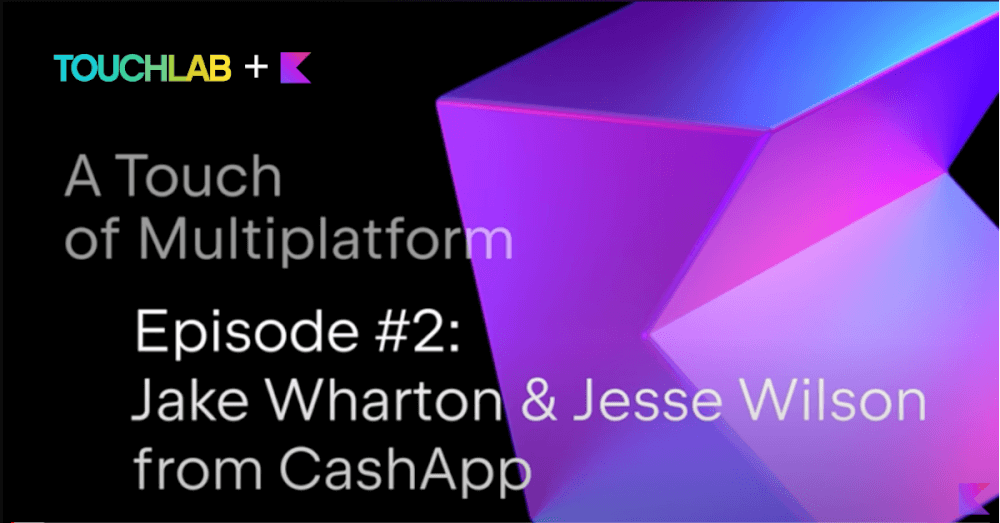 TOUCHLAB +
A Touch
of Multiplatform
Episode #2:
Jake Wharton & Jesse Wilson
from CashApp